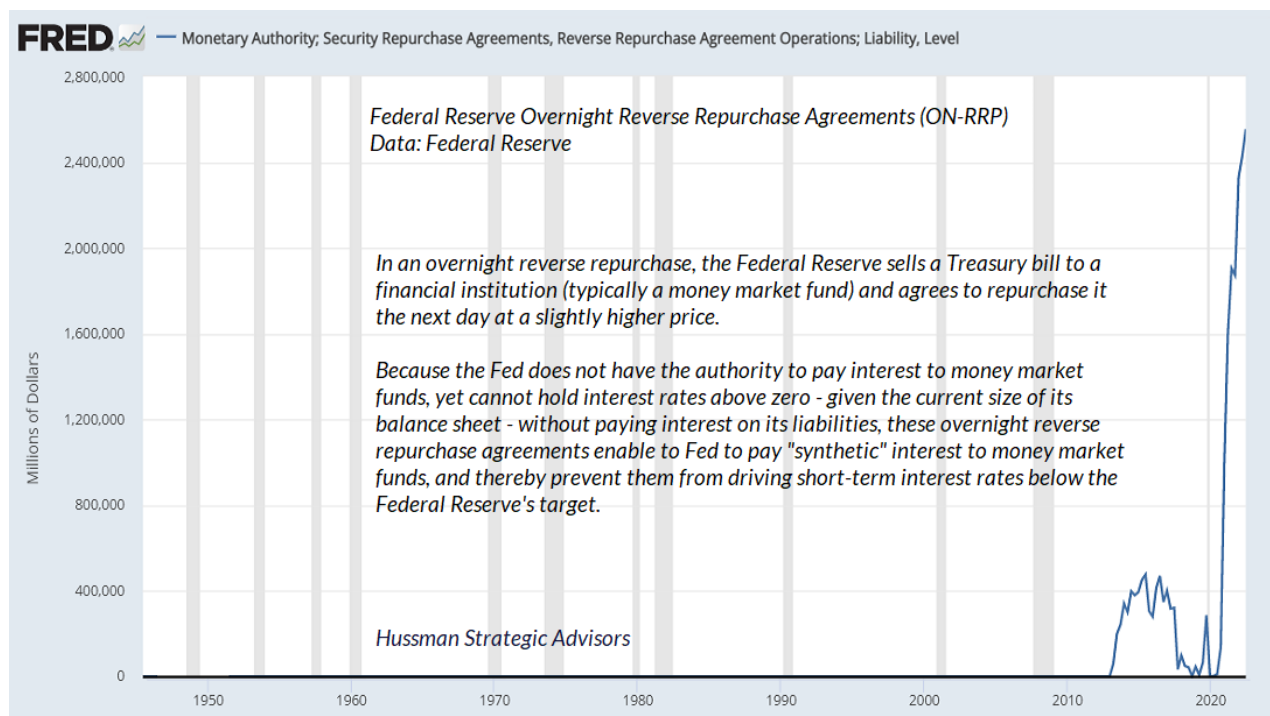 FRED
Monetary Authority; Security Repurchase Agreements, Reverse Repurchase Agreement Operations; Liability, Level
2,800,000
2,400,000
2,000,000
1,600,000
1,200,000
800,000
400,000
0
Millions of Dollars
Federal Reserve Overnight Reverse Repurchase Agreements (ON-RRP)
Data: Federal Reserve
In an overnight reverse repurchase, the Federal Reserve sells a Treasury bill to a
financial institution (typically a money market fund) and agrees to repurchase it
the next day at a slightly higher price.
Because the Fed does not have the authority to pay interest to money market
funds, yet cannot hold interest rates above zero - given the current size of its
balance sheet - without paying interest on its liabilities, these overnight reverse
repurchase agreements enable to Fed to pay "synthetic" interest to money market
funds, and thereby prevent them from driving short-term interest rates below the
Federal Reserve's target.
Hussman Strategic Advisors
1950 1960 1970 1980 1990 2000 2010 2020